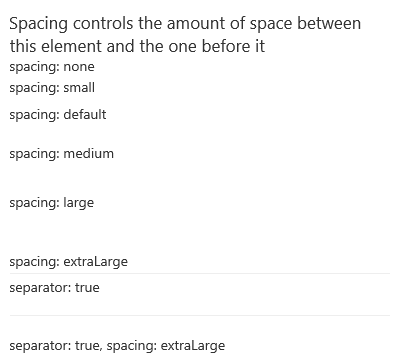 Spacing controls the amount of space between
this element and the one before it
spacing: none
spacing: small
spacing: default
spacing: medium
spacing: large
spacing: extraLarge
separator: true
separator: true, spacing: extraLarge